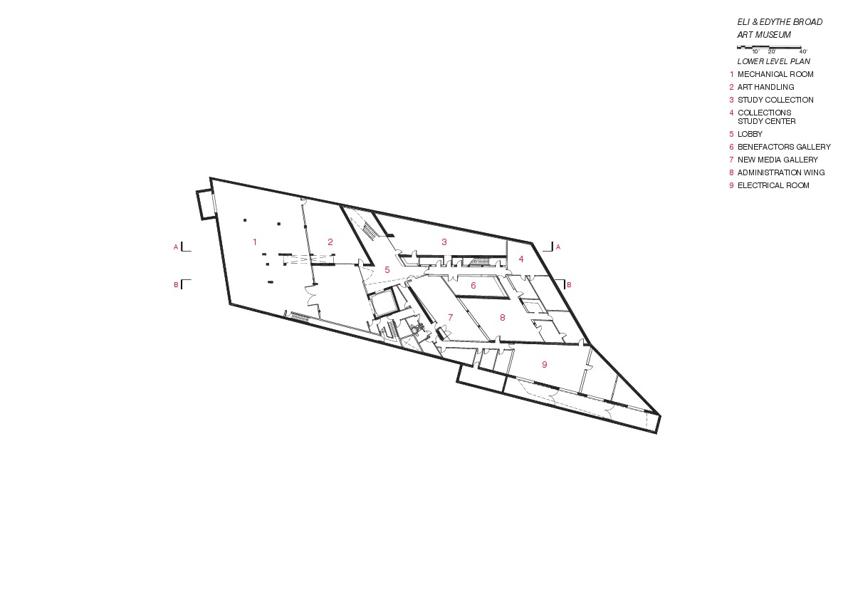 ELI & EDYTHE BROAD
ART MUSEUM
10' 20' 40'
LOWER LEVEL PLAN
1 MECHANICAL ROOM
2 ART HANDLING
3 STUDY COLLECTION
4 COLLECTIONS
STUDY CENTER
5 LOBBY
6 BENEFACTORS GALLERY
7 NEW MEDIA GALLERY
8 ADMINISTRATION WING
9 ELECTRICAL ROOM
1 2 3
A A
4
5
B 6 B
7 8
9